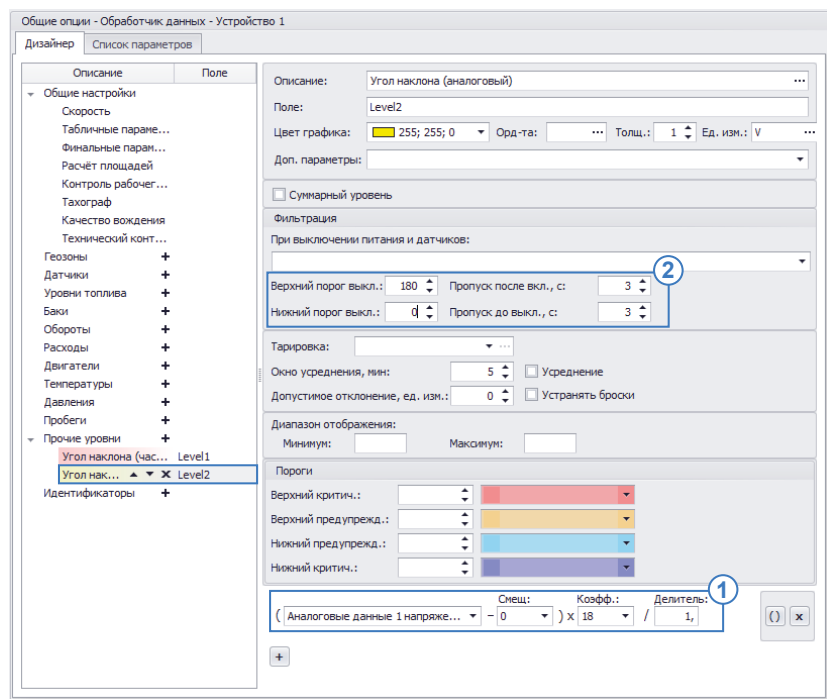 Общие опции - Обработчик данных - Устройство 1
Дизайнер Список параметров
Описание Поле
Общие настройки
Скорость
Табличные параме...
Финальные парам...
Расчёт площадей
Контроль рабочег...
Тахограф
Качество вождения
Технический конт...
Геозоны +
Датчики +
Уровни топлива +
Баки +
Обороты +
Расходы +
Двигатели +
Температуры +
Давления +
Пробеги +
Прочие уровни +
Угол наклона (час... Level1
Угол нак... Level2
Идентификаторы +
Описание: Угол наклона (аналоговый) ...
Поле: Level2
Цвет графика: 255; 255; 0 Орд-та: ... Толщ.: 1 Ед. изм.: V ...
Доп. параметры:
Суммарный уровень
Фильтрация
При выключении питания и датчиков:
2
Верхний порог выкл.: 180 Пропуск после вкл., с: 3
Нижний порог выкл.: 0 Пропуск до выкл., с: 3
Тарировка: ...
Окно усреднения, мин: 5 Усреднение
Допустимое отклонение, ед. изм.: 0 Устранять броски
Диапазон отображения:
Минимум: Максимум:
Пороги
Верхний критич.:
Верхний предупрежд.:
Нижний предупрежд.:
Нижний критич.:
1
Смещ: Коэфф.: Делитель:
( Аналоговые данные 1 напряже... – 0 ) x 18 / 1,
() x
+